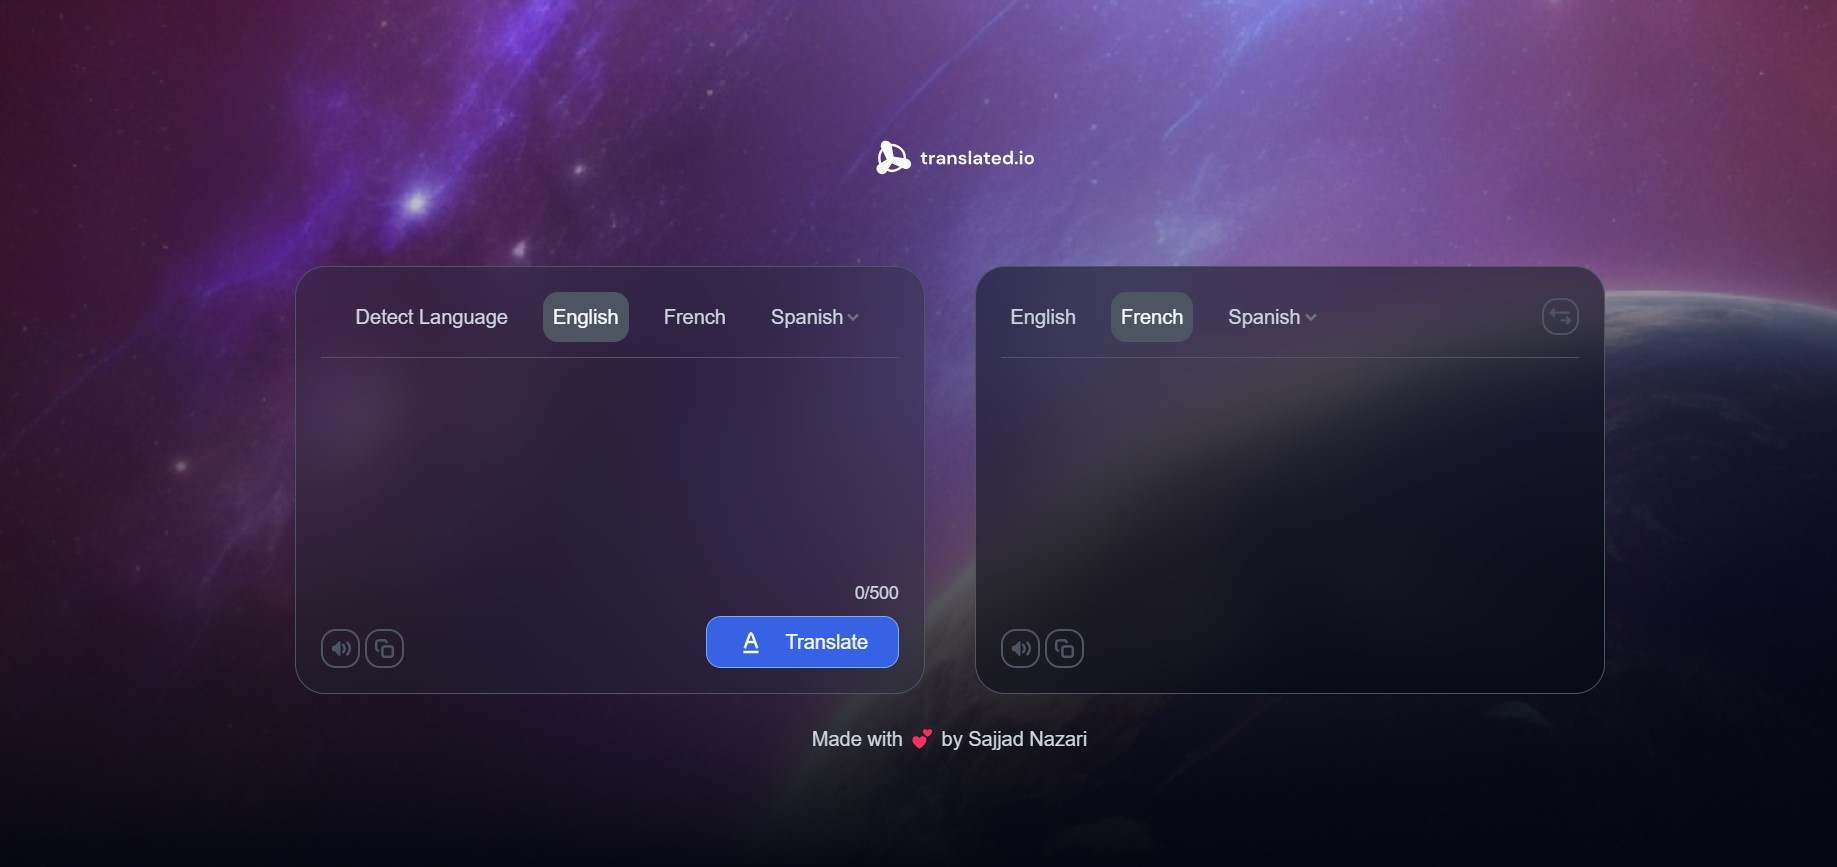 translated.io
Detect Language English French Spanish
English French Spanish
0/500
Translate
Made with 💕 by Sajjad Nazari